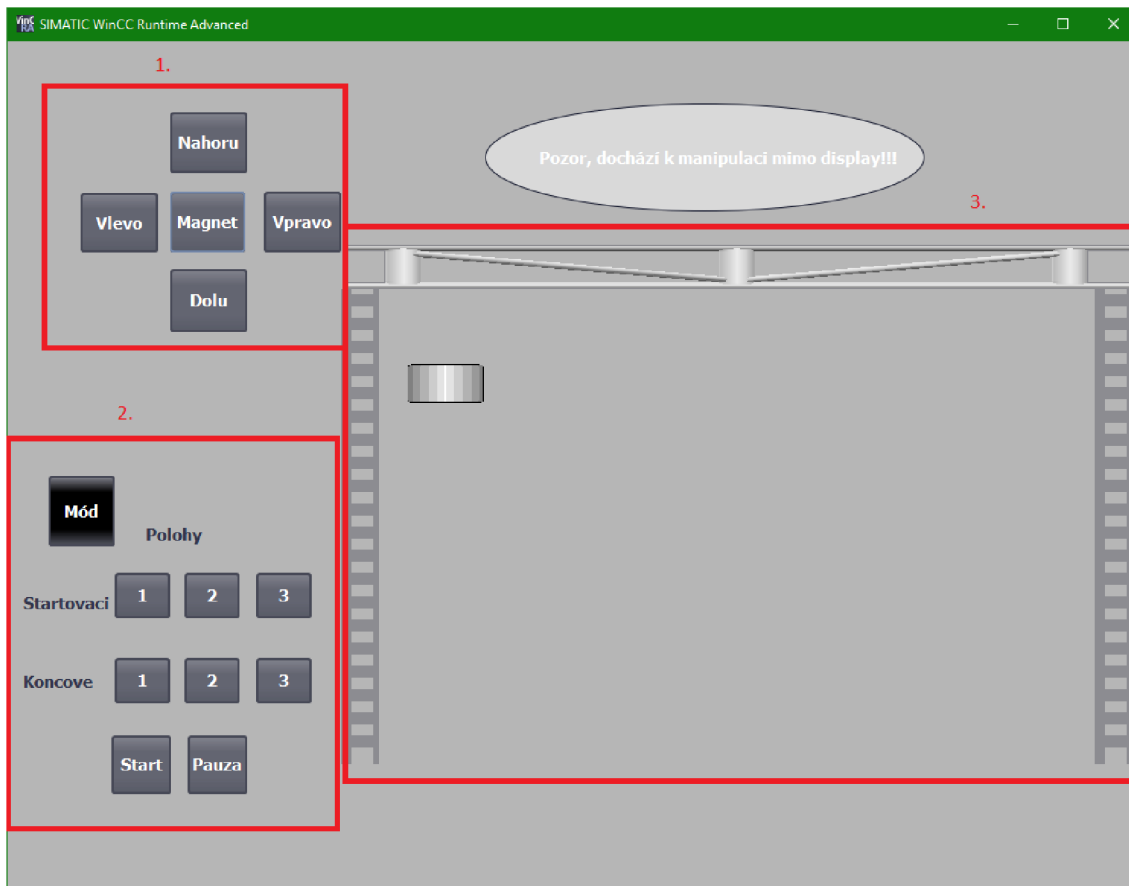 SIMATIC WinCC Runtime Advanced
1.
Nahoru
Pozor, dochází k manipulaci mimo display!!!
Vlevo Magnet Vpravo
3.
Dolu
2.
Mód
Polohy
Startovaci 1 2 3
Koncove 1 2 3
Start Pauza